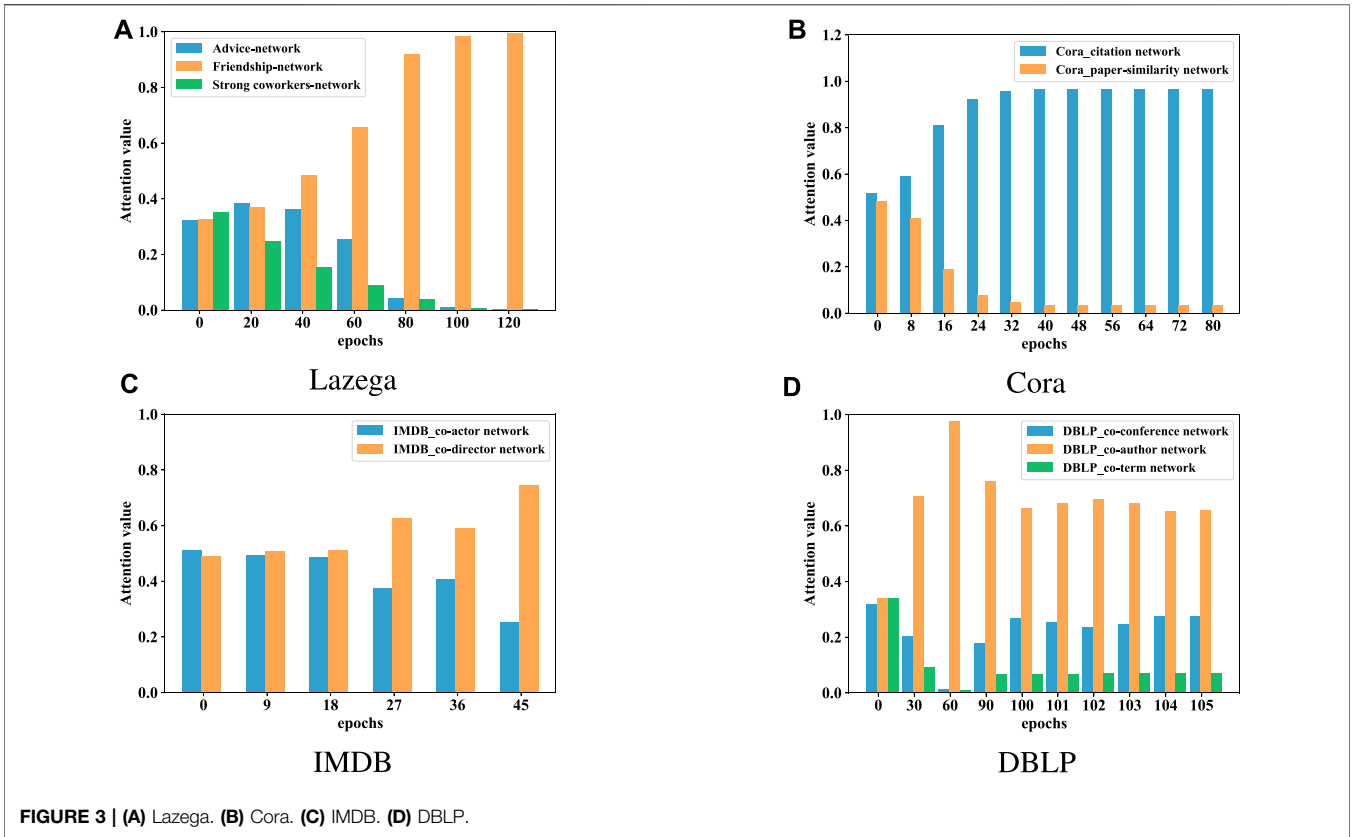 A
1.0
0.8
0.6
0.4
0.2
0.0
Attention value
Advice-network
Friendship-network
Strong coworkers-network
0 20 40 60 80 100 120
epochs
Lazega
B
1.2
1.0
0.8
0.6
0.4
0.2
0.0
Attention value
Cora_citation network
Cora_paper-similarity network
0 8 16 24 32 40 48 56 64 72 80
epochs
Cora
C
1.0
0.8
0.6
0.4
0.2
0.0
Attention value
IMDB_co-actor network
IMDB_co-director network
0 9 18 27 36 45
epochs
IMDB
D
1.0
0.8
0.6
0.4
0.2
0.0
Attention value
DBLP_co-conference network
DBLP_co-author network
DBLP_co-term network
0 30 60 90 100 101 102 103 104 105
epochs
DBLP
FIGURE 3 | (A) Lazega. (B) Cora. (C) IMDB. (D) DBLP.